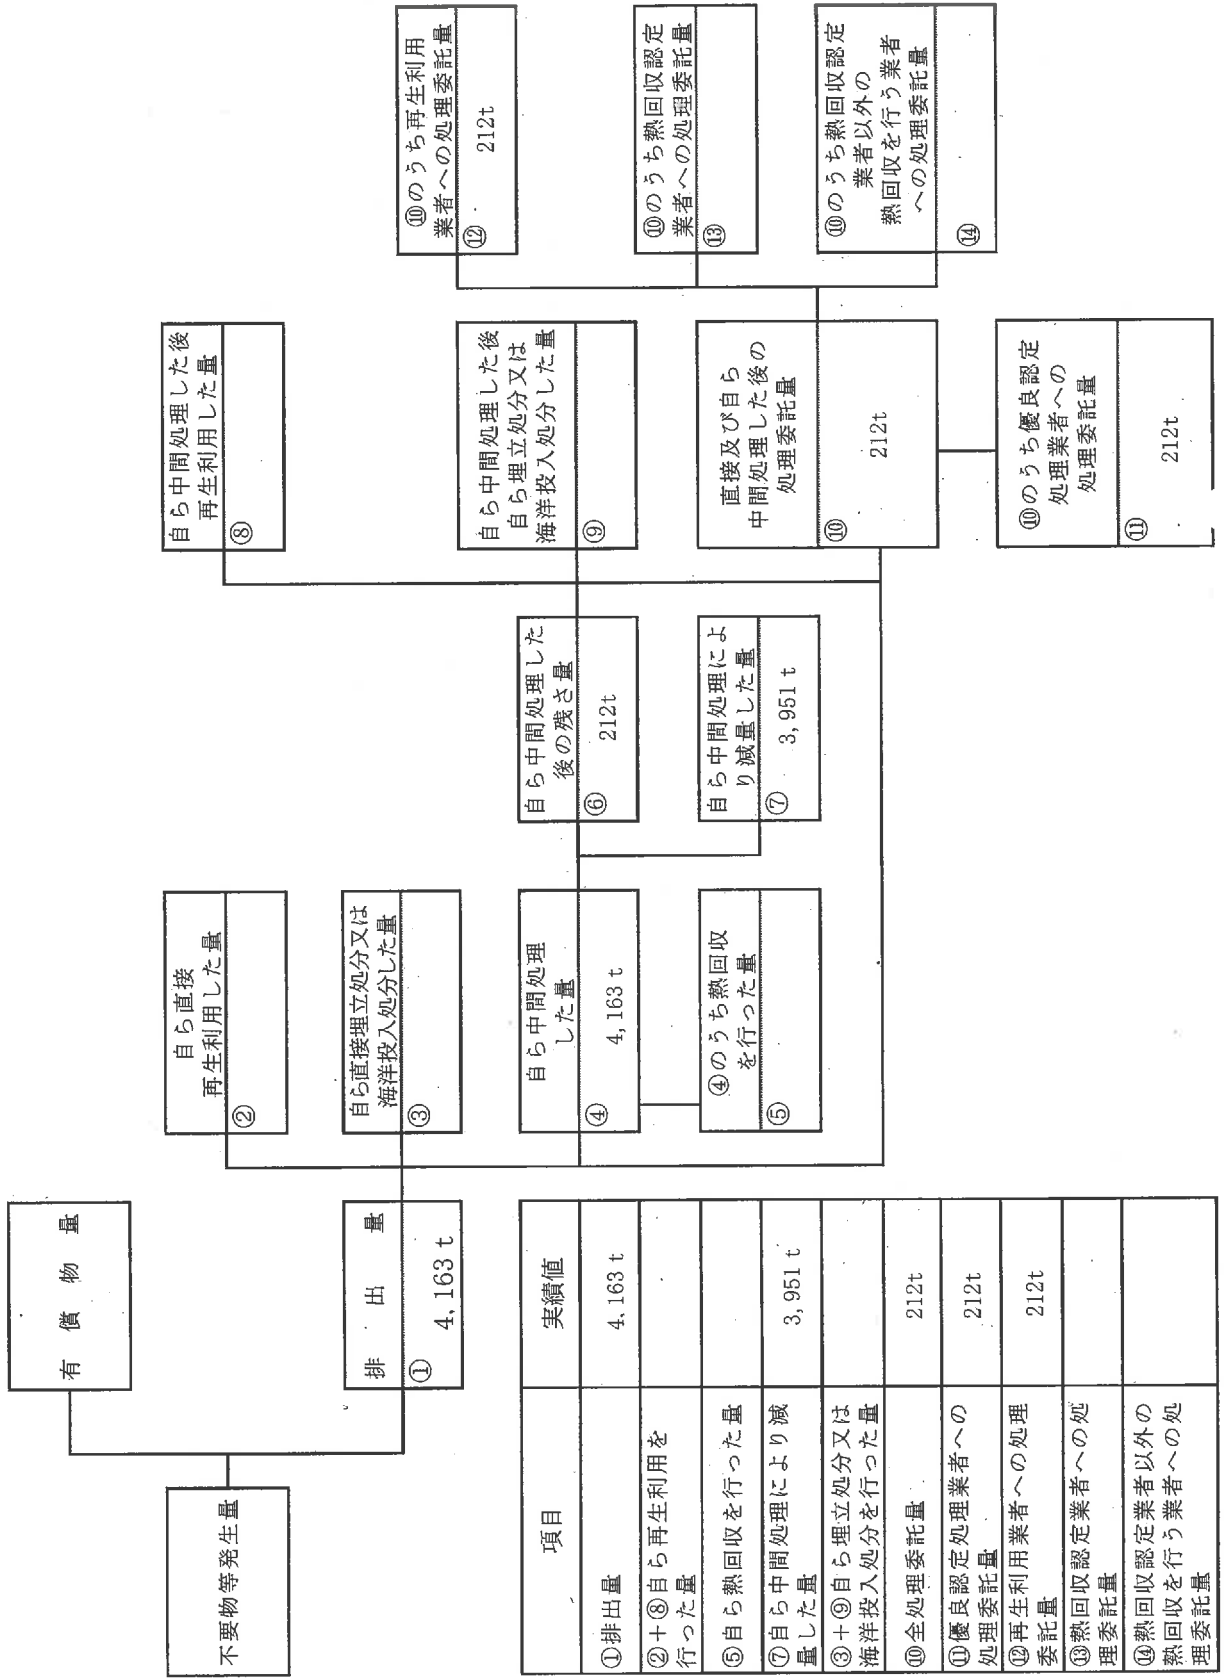 不要物等発生量
有償物量
排出量
①
4,163 t
自ら直接
再生利用した量
②
自ら直接埋立処分又は
海洋投入処分した量
③
自ら中間処理
した量
④
4,163 t
④のうち熱回収
を行った量
⑤
自ら中間処理した
後の残さ量
⑥
212t
自ら中間処理によ
り減量した量
⑦
3,951 t
自ら中間処理した後
再生利用した量
⑧
自ら中間処理した後
自ら埋立処分又は
海洋投入処分した量
⑨
直接及び自ら
中間処理した後の
処理委託量
⑩
212t
⑩のうち優良認定
処理業者への
処理委託量
⑪
212t
⑩のうち再生利用
業者への処理委託量
⑫
212t
⑩のうち熱回収認定
業者への処理委託量
⑬
⑩のうち熱回収認定
業者以外の
熱回収を行う業者
への処理委託量
⑭
項目
実績値
①排出量
4,163 t
②+⑧自ら再生利用を
行った量
⑤自ら熱回収を行った量
⑦自ら中間処理により減
量した量
3,951 t
③+⑨自ら埋立処分又は
海洋投入処分を行った量
⑩全処理委託量
212t
⑪優良認定処理業者への
処理委託量
212t
⑫再生利用業者への処理
委託量
212t
⑬熱回収認定業者への処
理委託量
⑭熱回収認定業者以外の
熱回収を行う業者への処
理委託量